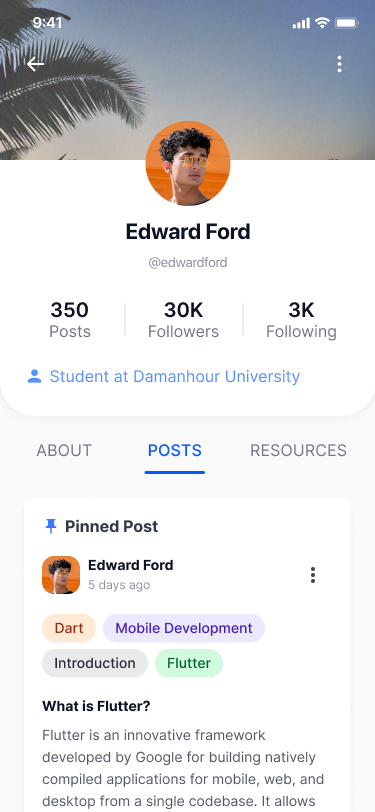 9:41
Edward Ford
@edwardford
350 30K 3K
Posts Followers Following
Student at Damanhour University
ABOUT POSTS RESOURCES
Pinned Post
Edward Ford
5 days ago
Dart Mobile Development
Introduction Flutter
What is Flutter?
Flutter is an innovative framework
developed by Google for building natively
compiled applications for mobile, web, and
desktop from a single codebase. It allows